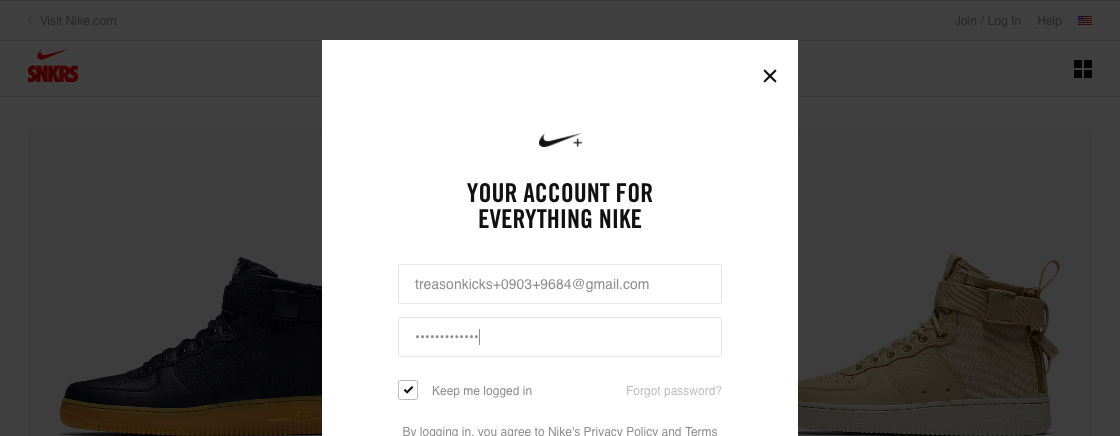 Visit Nike.com
Join / Log In Help
SNKRS
YOUR ACCOUNT FOR
EVERYTHING NIKE
treasonkicks+0903+9684@gmail.com
•••••••••••••
Keep me logged in
Forgot password?
By logging in, you agree to Nike's Privacy Policy and Terms